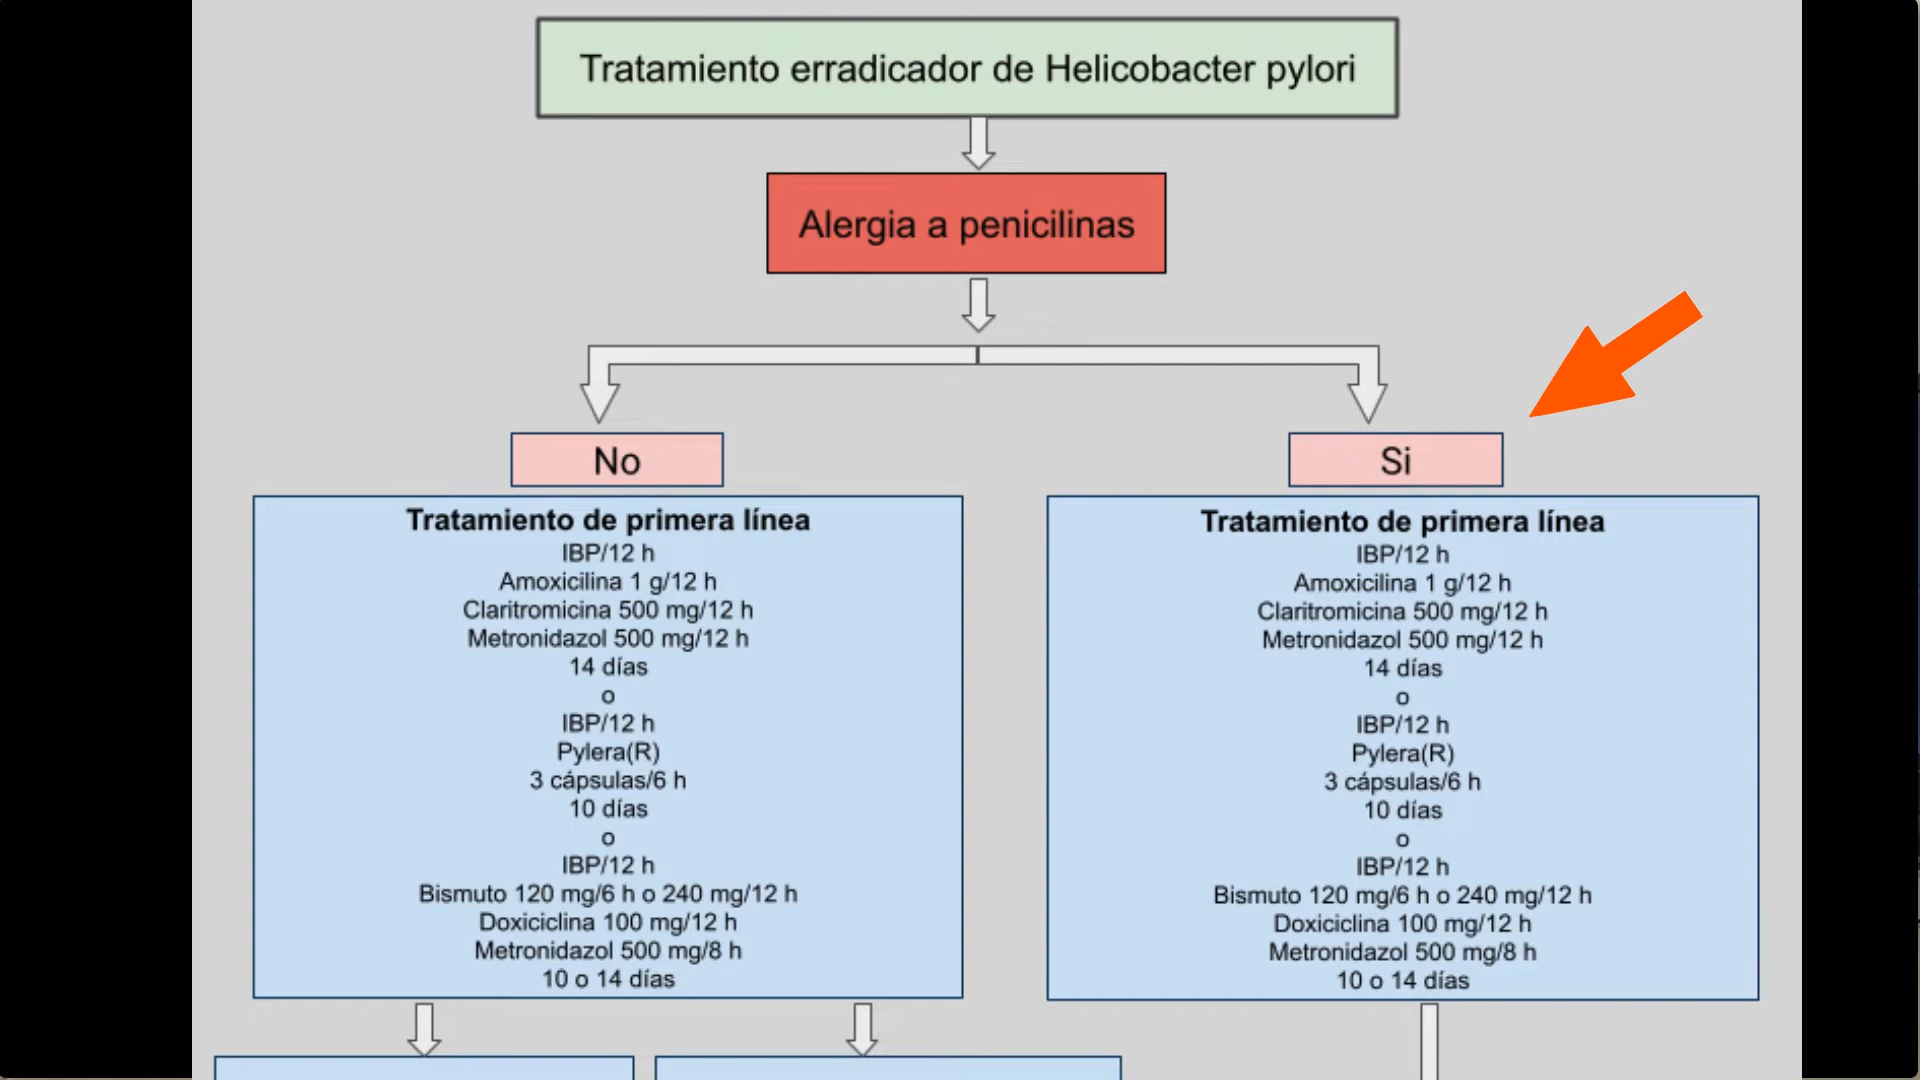 Tratamiento erradicador de Helicobacter pylori
Alergia a penicilinas
No
Tratamiento de primera línea
IBP/12 h
Amoxicilina 1 g/12 h
Claritromicina 500 mg/12 h
Metronidazol 500 mg/12 h
14 días
o
IBP/12 h
Pylera(R)
3 cápsulas/6 h
10 días
o
IBP/12 h
Bismuto 120 mg/6 h o 240 mg/12 h
Doxiciclina 100 mg/12 h
Metronidazol 500 mg/8 h
10 o 14 días
Si
Tratamiento de primera línea
IBP/12 h
Amoxicilina 1 g/12 h
Claritromicina 500 mg/12 h
Metronidazol 500 mg/12 h
14 días
o
IBP/12 h
Pylera(R)
3 cápsulas/6 h
10 días
o
IBP/12 h
Bismuto 120 mg/6 h o 240 mg/12 h
Doxiciclina 100 mg/12 h
Metronidazol 500 mg/8 h
10 o 14 días